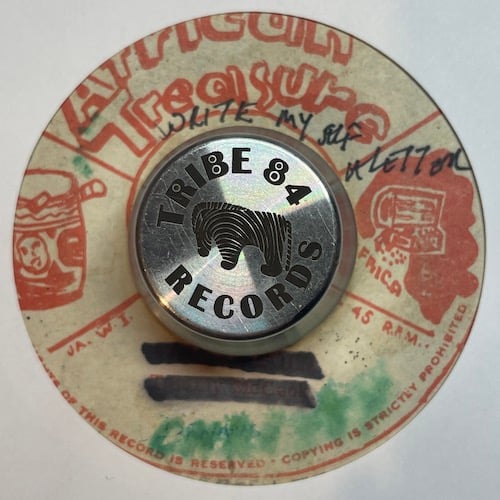 African
Treasure
WRITE MY SELF
A LETTER
TRIBE 84
RECORDS
AFRICA
JA. W. I.
45 R.P.M.
OF THIS RECORD IS RESERVED - COPYING IS STRICTLY PROHIBITED